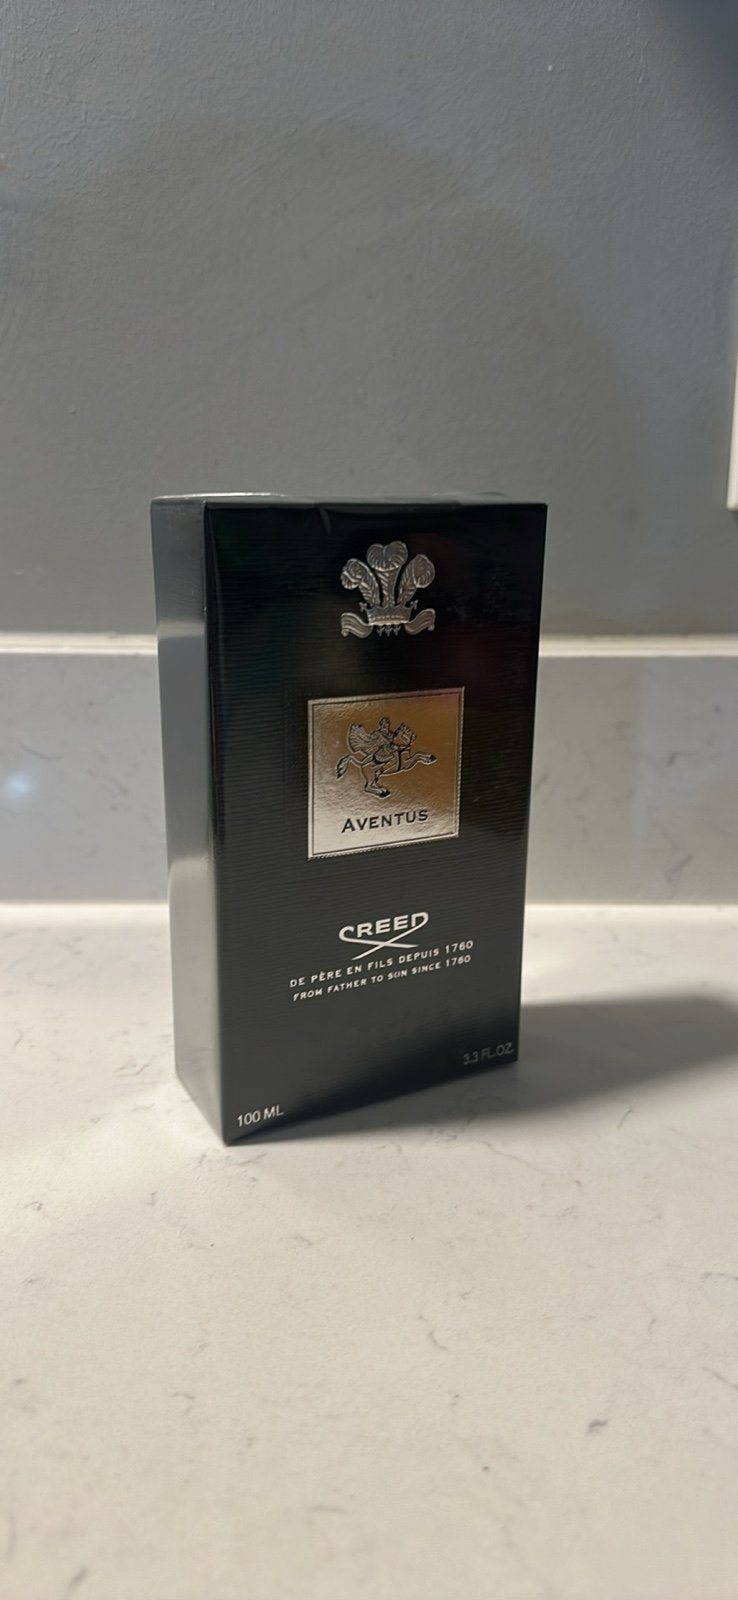 AVENTUS
CREED
DE PÈRE EN FILS DEPUIS 1760
FROM FATHER TO SON SINCE 1760
100 ML
3.3 FL.OZ.